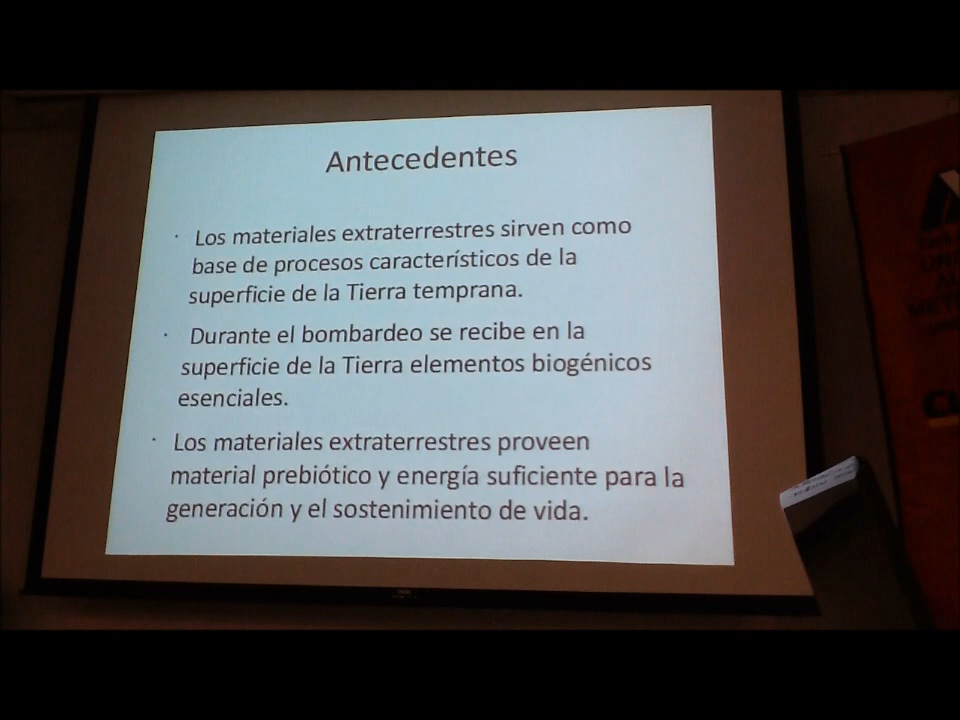 Antecedentes
· Los materiales extraterrestres sirven como
base de procesos característicos de la
superficie de la Tierra temprana.
· Durante el bombardeo se recibe en la
superficie de la Tierra elementos biogénicos
esenciales.
· Los materiales extraterrestres proveen
material prebiótico y energía suficiente para la
generación y el sostenimiento de vida.